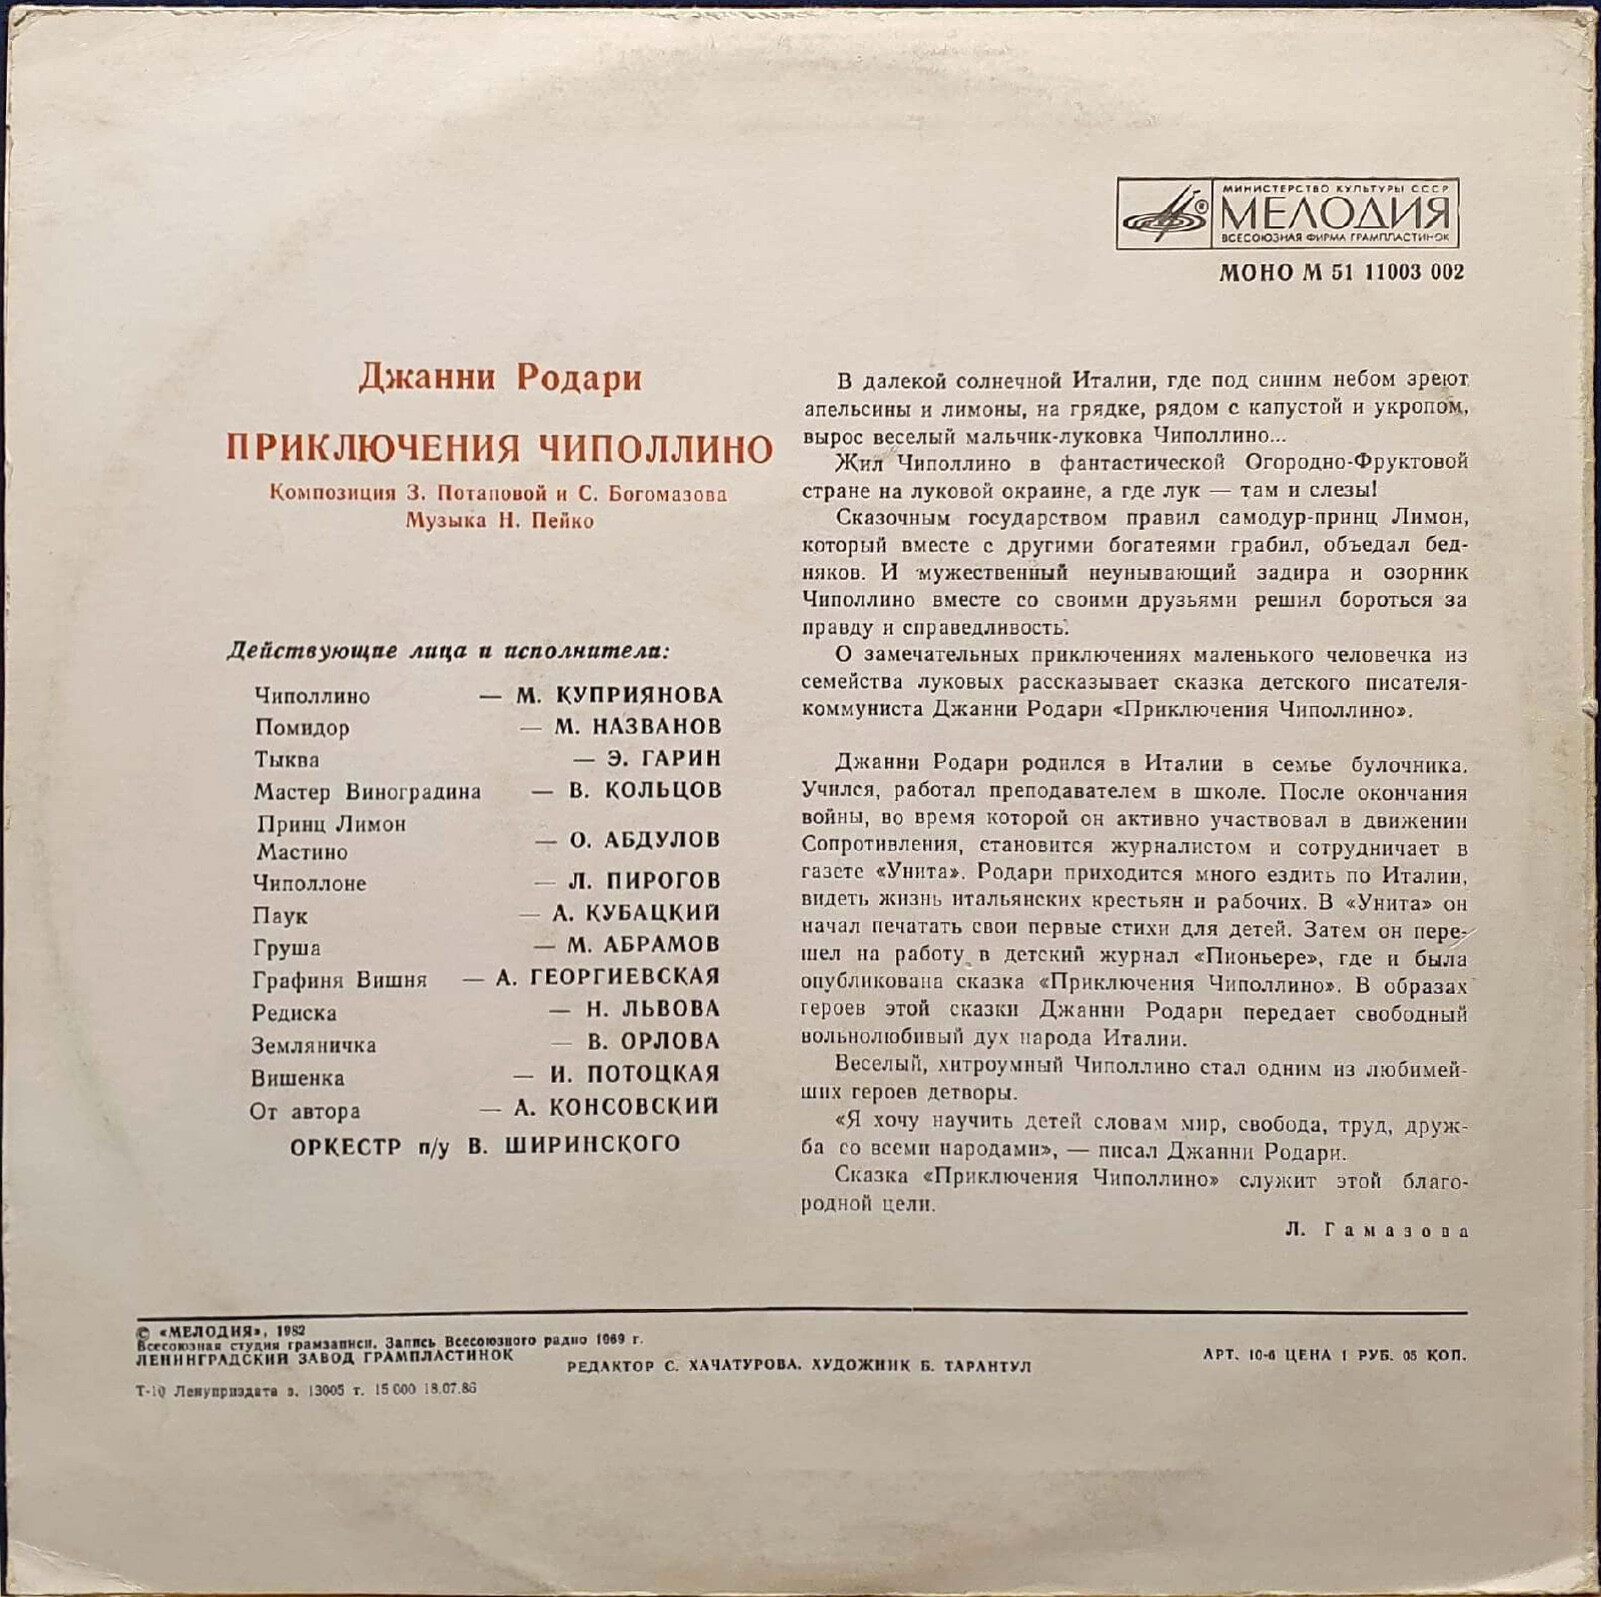 МИНИСТЕРСТВО КУЛЬТУРЫ СССР
МЕЛОДИЯ
ВСЕСОЮЗНАЯ ФИРМА ГРАМПЛАСТИНОК
МОНО М 51 11003 002
Джанни Родари
ПРИКЛЮЧЕНИЯ ЧИПОЛЛИНО
Композиция З. Потаповой и С. Богомазова
Музыка Н. Пейко
Действующие лица и исполнители:
Чиполлино — М. КУПРИЯНОВА
Помидор — М. НАЗВАНОВ
Тыква — Э. ГАРИН
Мастер Виноградина — В. КОЛЬЦОВ
Принц Лимон
Мастино — О. АБДУЛОВ
Чиполлоне — Л. ПИРОГОВ
Паук — А. КУБАЦКИЙ
Груша — М. АБРАМОВ
Графиня Вишня — А. ГЕОРГИЕВСКАЯ
Редиска — Н. ЛЬВОВА
Земляничка — В. ОРЛОВА
Вишенка — И. ПОТОЦКАЯ
От автора — А. КОНСОВСКИЙ
ОРКЕСТР п/у В. ШИРИНСКОГО
В далекой солнечной Италии, где под синим небом зреют
апельсины и лимоны, на грядке, рядом с капустой и укропом,
вырос веселый мальчик-луковка Чиполлино...
Жил Чиполлино в фантастической Огородно-Фруктовой
стране на луковой окраине, а где лук — там и слезы!
Сказочным государством правил самодур-принц Лимон,
который вместе с другими богатеями грабил, объедал бед-
няков. И мужественный неунывающий задира и озорник
Чиполлино вместе со своими друзьями решил бороться за
правду и справедливость.
О замечательных приключениях маленького человечка из
семейства луковых рассказывает сказка детского писателя-
коммуниста Джанни Родари «Приключения Чиполлино».
Джанни Родари родился в Италии в семье булочника.
Учился, работал преподавателем в школе. После окончания
войны, во время которой он активно участвовал в движении
Сопротивления, становится журналистом и сотрудничает в
газете «Унита». Родари приходится много ездить по Италии,
видеть жизнь итальянских крестьян и рабочих. В «Унита» он
начал печатать свои первые стихи для детей. Затем он пере-
шел на работу в детский журнал «Пионьере», где и была
опубликована сказка «Приключения Чиполлино». В образах
героев этой сказки Джанни Родари передает свободный
вольнолюбивый дух народа Италии.
Веселый, хитроумный Чиполлино стал одним из любимей-
ших героев детворы.
«Я хочу научить детей словам мир, свобода, труд, друж-
ба со всеми народами», — писал Джанни Родари.
Сказка «Приключения Чиполлино» служит этой благо-
родной цели.
Л. Гамазова
© «МЕЛОДИЯ», 1982
Всесоюзная студия грамзаписи. Запись Всесоюзного радио 1969 г.
ЛЕНИНГРАДСКИЙ ЗАВОД ГРАМПЛАСТИНОК
РЕДАКТОР С. ХАЧАТУРОВА. ХУДОЖНИК Б. ТАРАНТУЛ
АРТ. 10-6 ЦЕНА 1 РУБ. 05 КОП.
Т-10 Ленуприздата з. 13005 т. 15 000 18.07.86